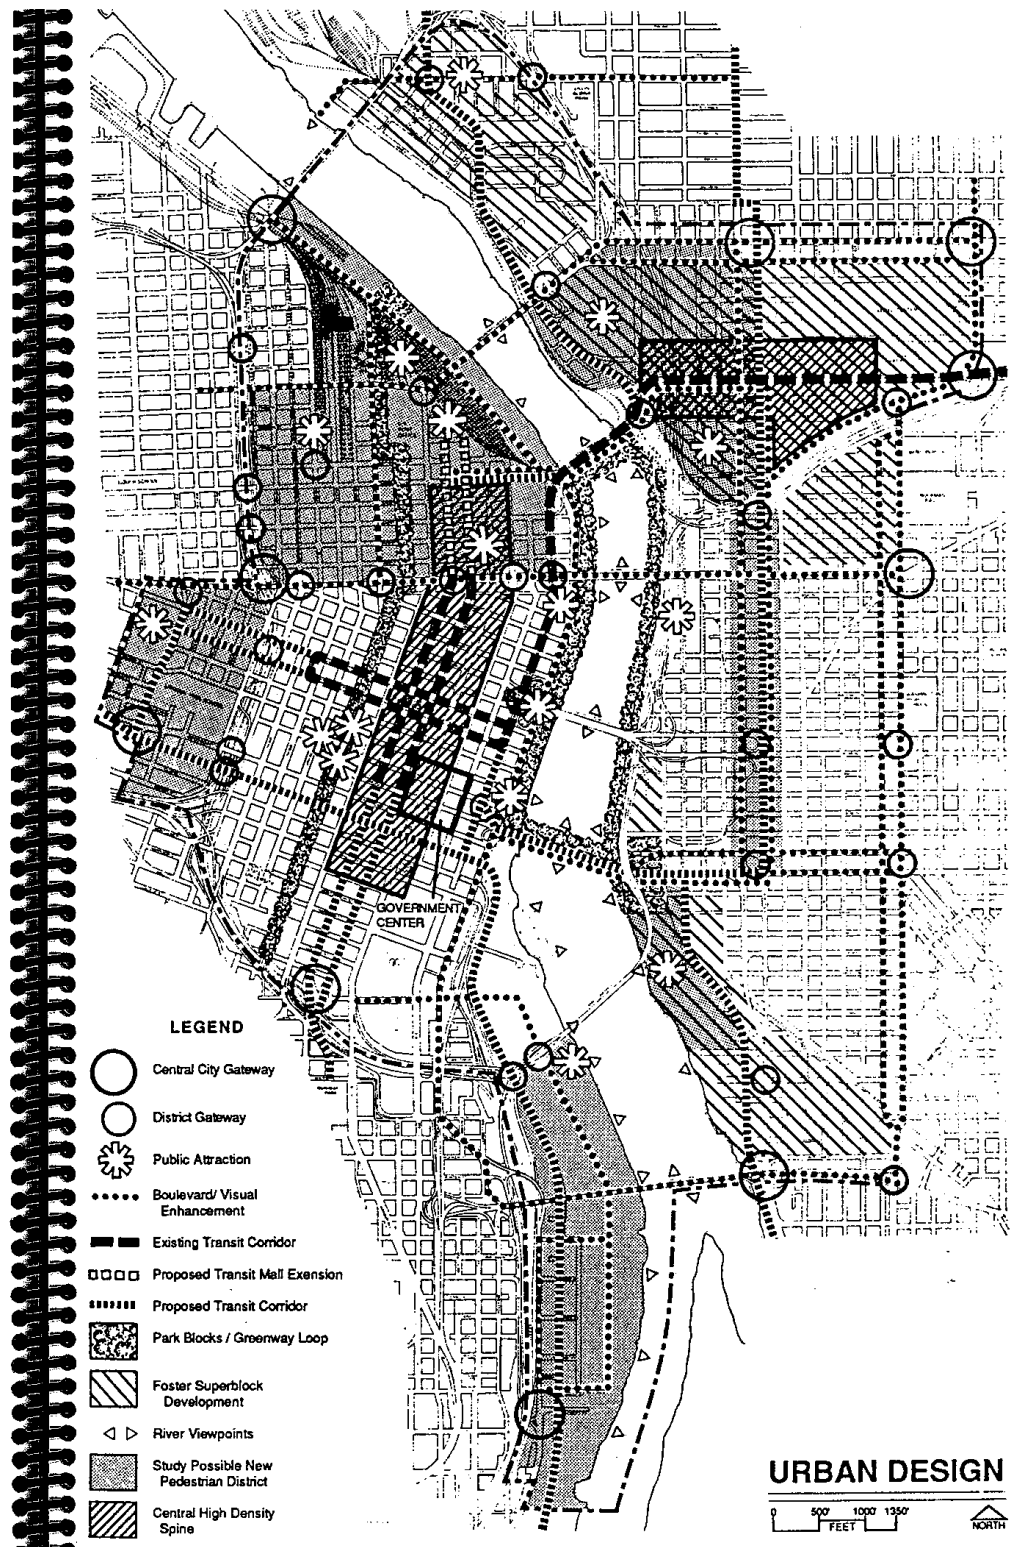 GOVERNMENT
CENTER
LEGEND
Central City Gateway
District Gateway
Public Attraction
Boulevard/ Visual
Enhancement
Existing Transit Corridor
Proposed Transit Mall Exension
Proposed Transit Corridor
Park Blocks / Greenway Loop
Foster Superblock
Development
River Viewpoints
Study Possible New
Pedestrian District
Central High Density
Spine
URBAN DESIGN
0 500' 1000' 1350'
FEET
NORTH